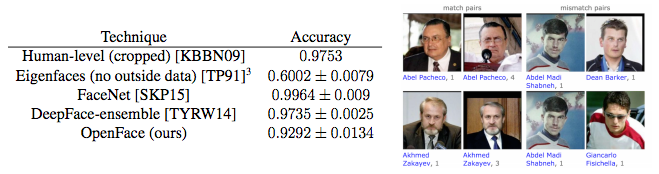 Technique Accuracy
Human-level (cropped) [KBBN09] 0.9753
Eigenfaces (no outside data) [TP91]³ 0.6002 ± 0.0079
FaceNet [SKP15] 0.9964 ± 0.009
DeepFace-ensemble [TYRW14] 0.9735 ± 0.0025
OpenFace (ours) 0.9292 ± 0.0134
match pairs
mismatch pairs
Abel Pacheco, 1
Abel Pacheco, 4
Abdel Madi
Shabneh, 1
Dean Barker, 1
Akhmed
Zakayev, 1
Akhmed
Zakayev, 3
Abdel Madi
Shabneh, 1
Giancarlo
Fisichella, 1